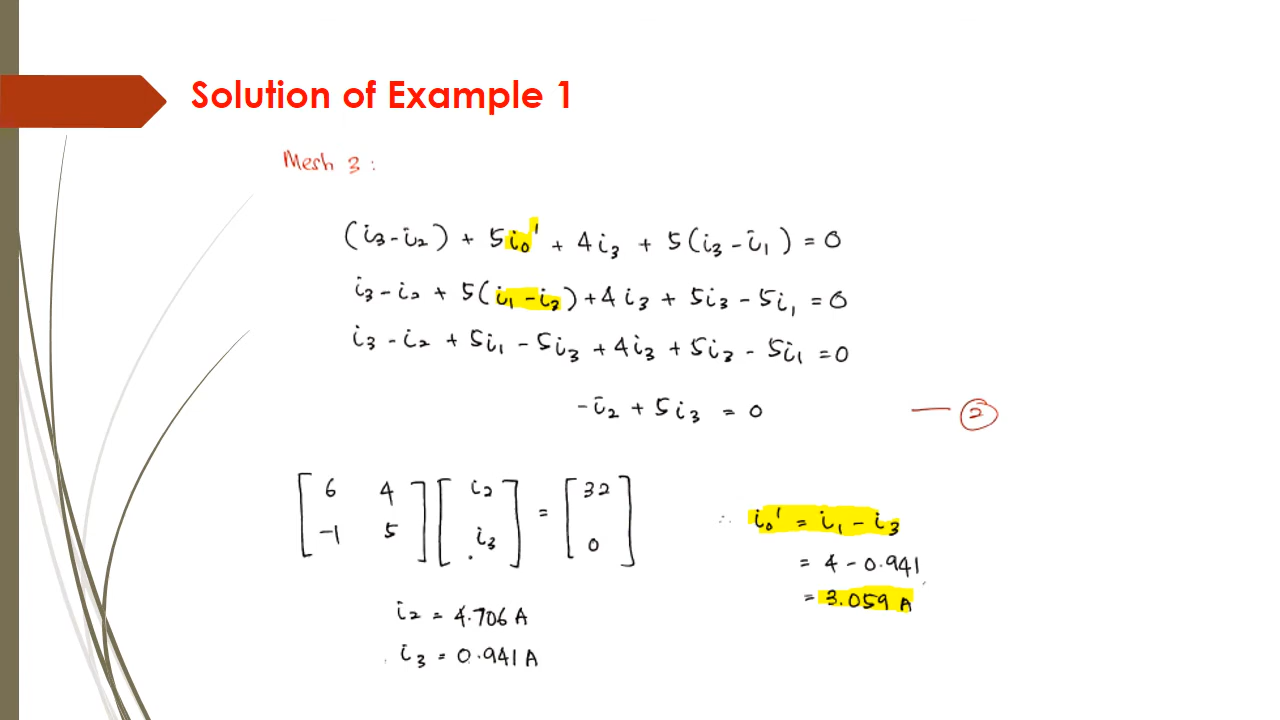 Solution of Example 1
Mesh 3 :
(i₃ - i₂) + 5i₀' + 4i₃ + 5(i₃ - i₁) = 0
i₃ - i₂ + 5(i₁ - i₃) + 4i₃ + 5i₃ - 5i₁ = 0
i₃ - i₂ + 5i₁ - 5i₃ + 4i₃ + 5i₃ - 5i₁ = 0
-i₂ + 5i₃ = 0 — ②
[6 4; -1 5] [i₂; i₃] = [32; 0]
i₂ = 4.706 A
i₃ = 0.941 A
∴ i₀' = i₁ - i₃
= 4 - 0.941
= 3.059 A